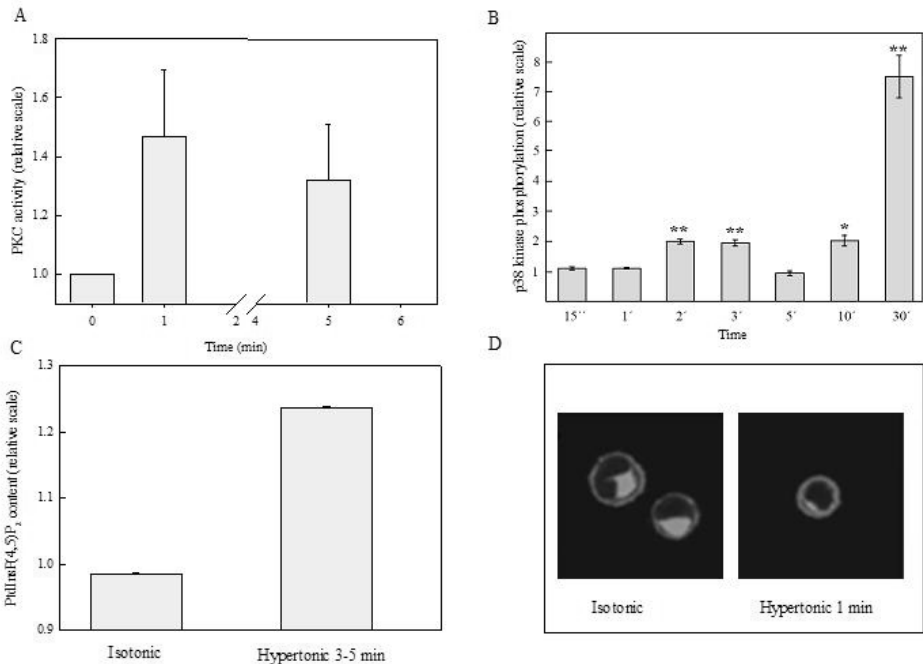 A
PKC activity (relative scale)
1.8
1.6
1.4
1.2
1.0
0 1 2 4 5 6
Time (min)
B
p38 kinase phosphorylation (relative scale)
8
7
6
5
4
3
2
1
** ** * **
15´´ 1´ 2´ 3´ 5´ 10´ 30´
Time
C
PtdInsP(4,5)P2 content (relative scale)
1.3
1.2
1.1
1.0
0.9
Isotonic Hypertonic 3-5 min
D
Isotonic Hypertonic 1 min